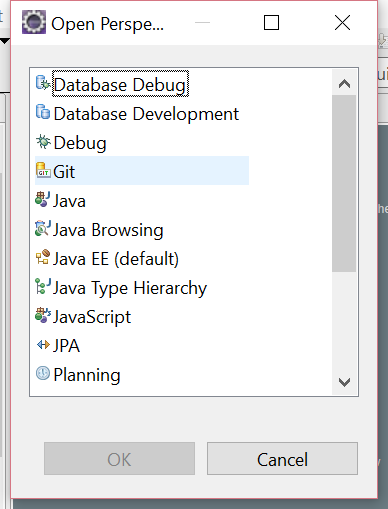 Open Perspe...
Database Debug
Database Development
Debug
Git
Java
Java Browsing
Java EE (default)
Java Type Hierarchy
JavaScript
JPA
Planning
OK
Cancel